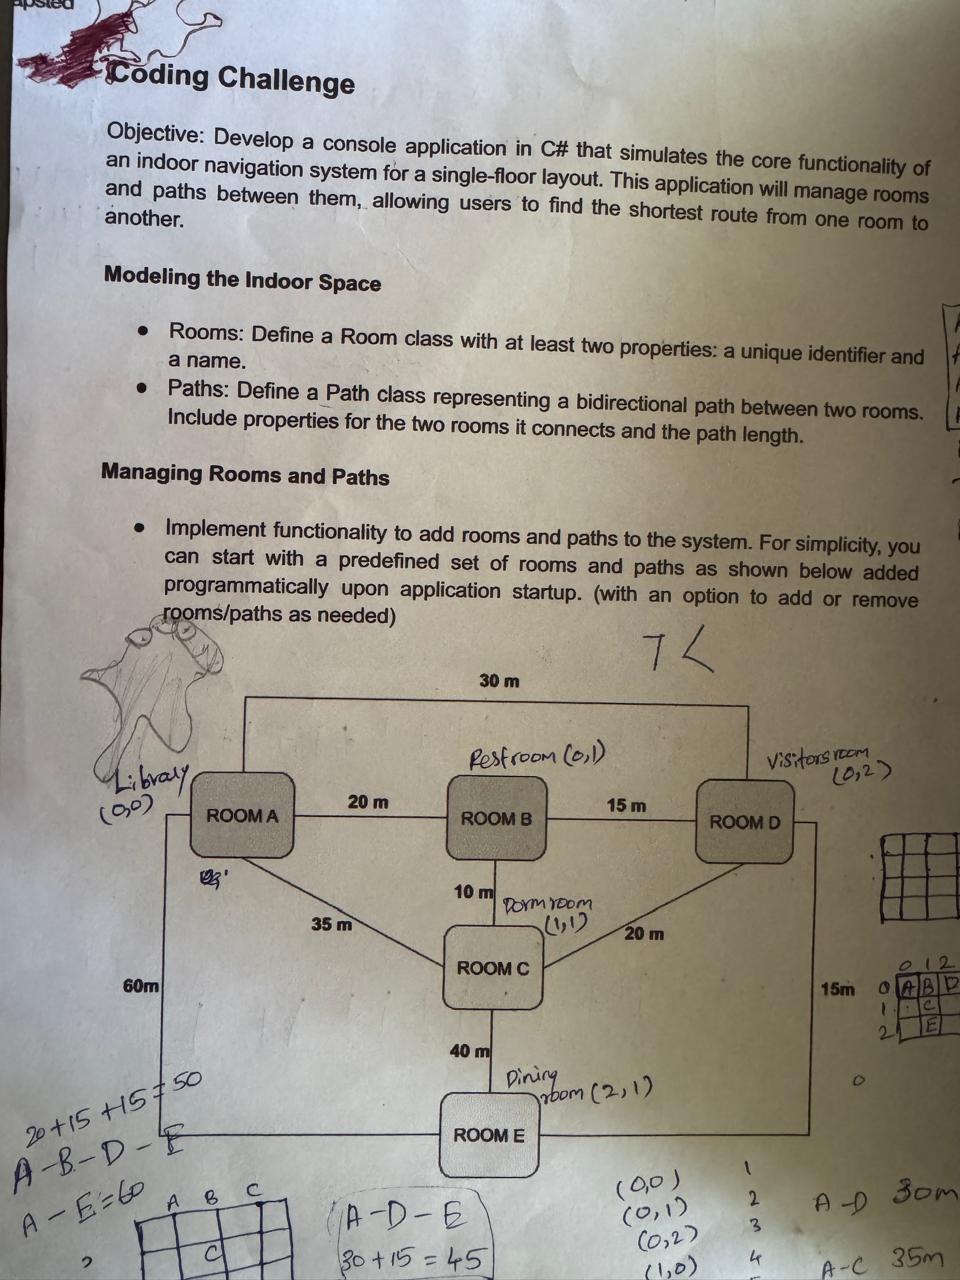 Coding Challenge
Objective: Develop a console application in C# that simulates the core functionality of
an indoor navigation system for a single-floor layout. This application will manage rooms
and paths between them, allowing users to find the shortest route from one room to
another.
Modeling the Indoor Space
• Rooms: Define a Room class with at least two properties: a unique identifier and
a name.
• Paths: Define a Path class representing a bidirectional path between two rooms.
Include properties for the two rooms it connects and the path length.
Managing Rooms and Paths
• Implement functionality to add rooms and paths to the system. For simplicity, you
can start with a predefined set of rooms and paths as shown below added
programmatically upon application startup. (with an option to add or remove
rooms/paths as needed)
30 m
Restroom (0,1)
Visitorsroom
(0,2)
Library
(0,0)
ROOM A
20 m
ROOM B
15 m
ROOM D
10 m
Dormroom
(1,1)
35 m
20 m
ROOM C
60m
15m
0 1 2
0 A B D
1 C
2 E
40 m
Dining
room (2,1)
ROOM E
20+15+15=50
A-B-D-E
A-E=60
A B C
C
A-D-E
30+15=45
(0,0) 1
(0,1) 2
(0,2) 3
(1,0) 4
A-D 30m
A-C 35m